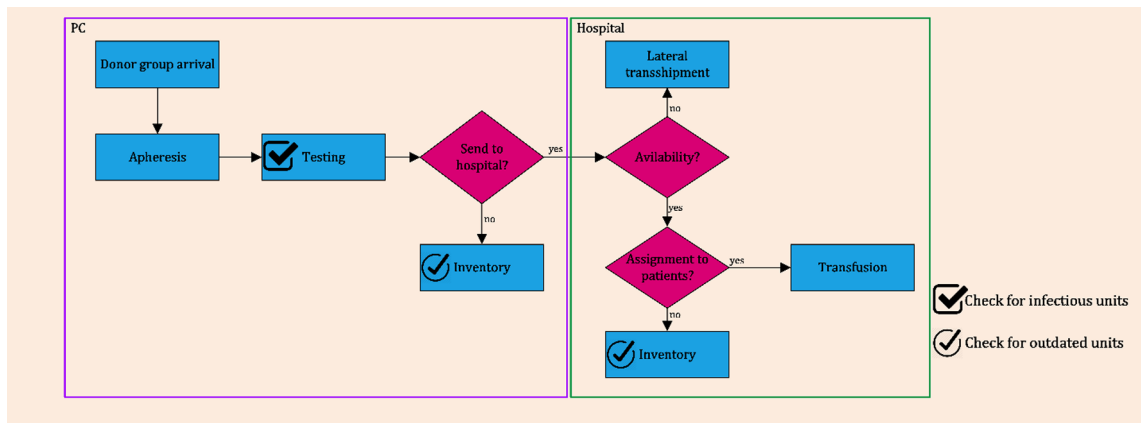 PC
Donor group arrival
Apheresis
Testing
Send to
hospital?
yes
no
Inventory
Hospital
Lateral
transshipment
no
Avilability?
yes
Assignment to
patients?
yes
Transfusion
no
Inventory
Check for infectious units
Check for outdated units